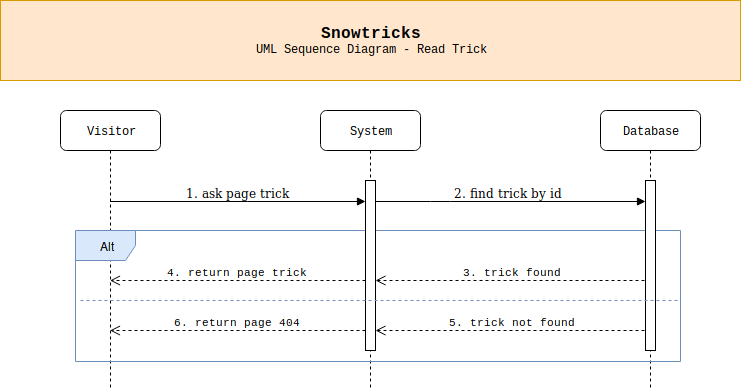 Snowtricks
UML Sequence Diagram - Read Trick
Visitor
System
Database
1. ask page trick
2. find trick by id
Alt
4. return page trick
3. trick found
6. return page 404
5. trick not found